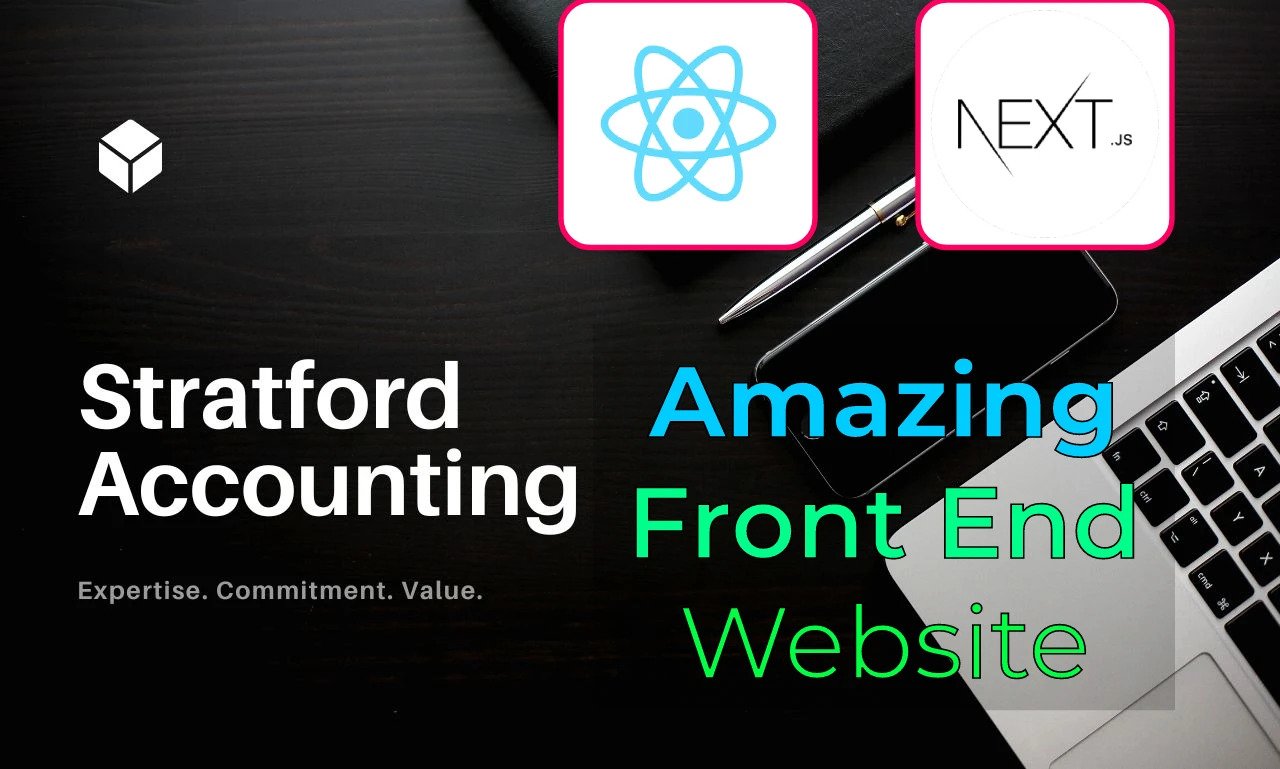 NEXT.JS
Stratford
Accounting
Expertise. Commitment. Value.
Amazing
Front End
Website